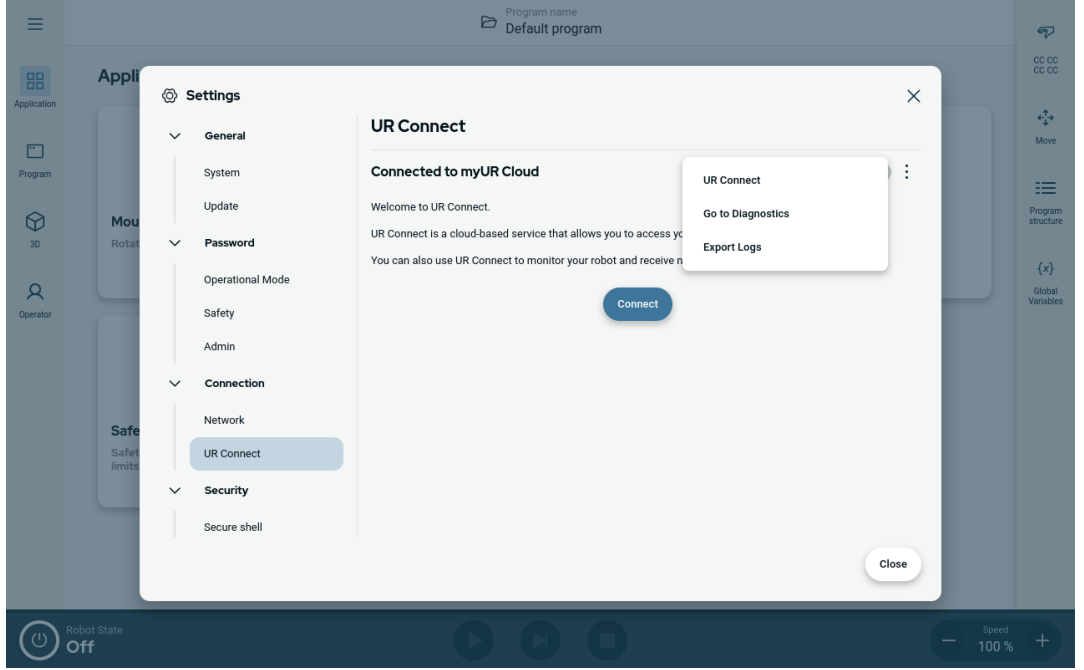 Program name
Default program
Application
Program
3D
Operator
Appli
Mou
Rotat
Safe
Safet
limits
Settings
General
System
Update
Password
Operational Mode
Safety
Admin
Connection
Network
UR Connect
Security
Secure shell
UR Connect
Connected to myUR Cloud
Welcome to UR Connect.
UR Connect is a cloud-based service that allows you to access yo
You can also use UR Connect to monitor your robot and receive n
UR Connect
Go to Diagnostics
Export Logs
Connect
Close
CC CC
CC CC
Move
Program
structure
{x}
Global
Variables
Robot State
Off
Speed
100 %